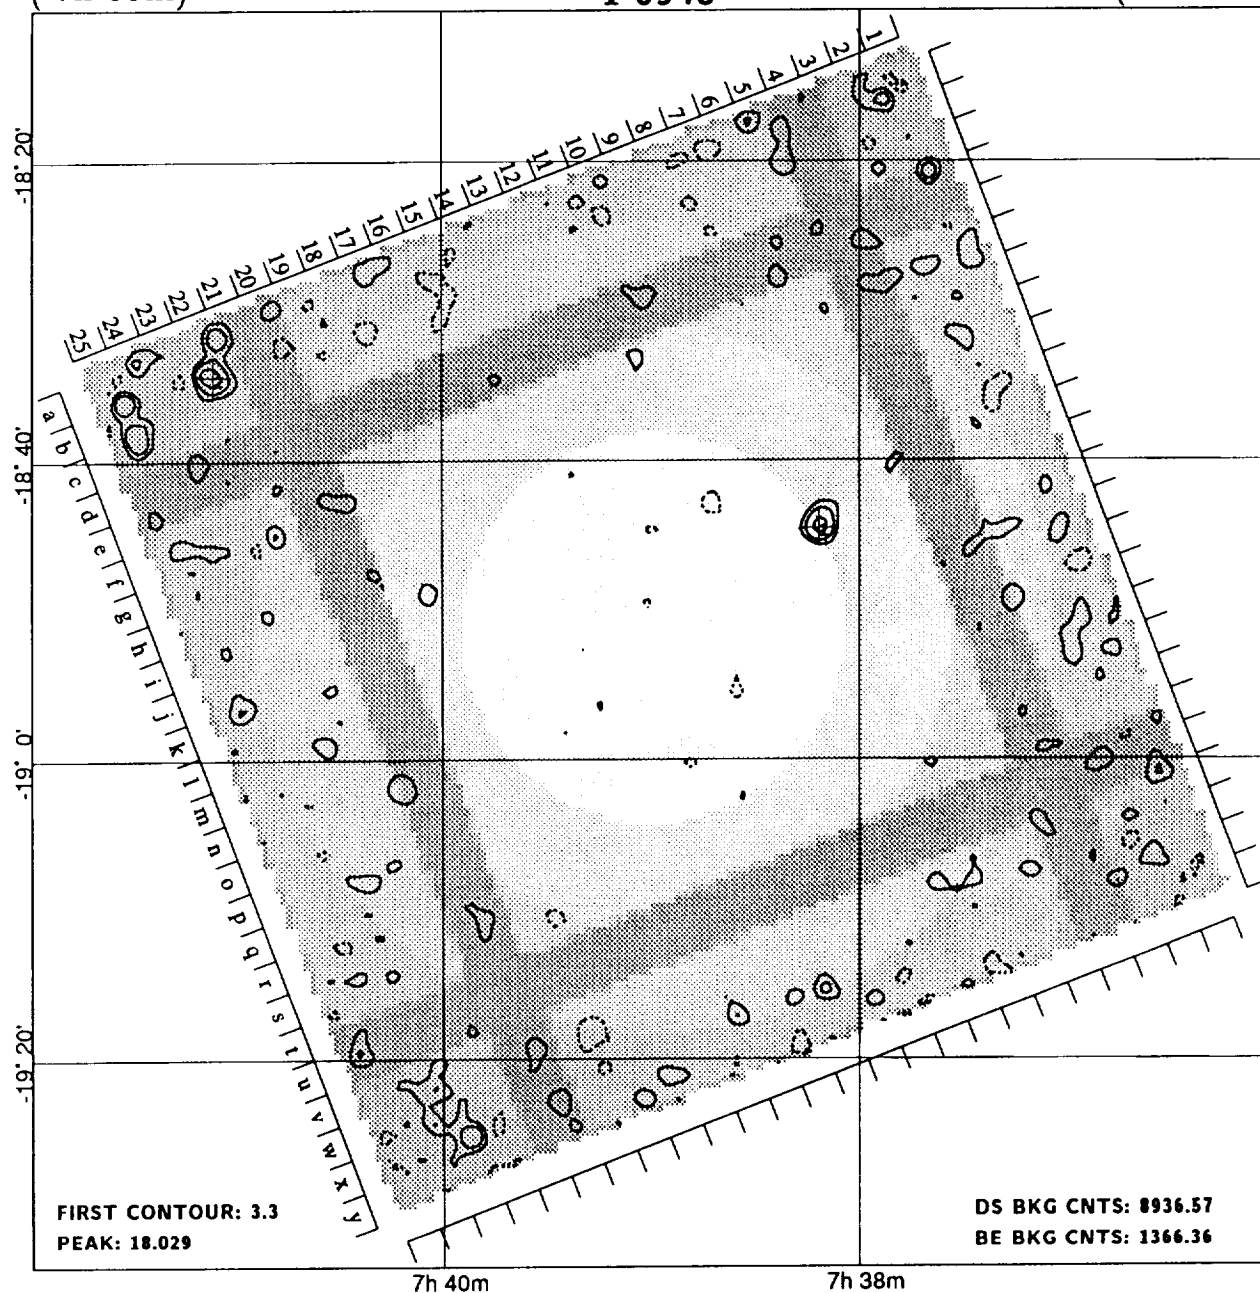 1 2 3 4 5 6 7 8 9 10 11 12 13 14 15 16 17 18 19 20 21 22 23 24 25
-18° 20'
-18° 40'
-19° 0'
-19° 20'
a b c d e f g h i j k l m n o p q r s t u v w x y
FIRST CONTOUR: 3.3
PEAK: 18.029
DS BKG CNTS: 8936.57
BE BKG CNTS: 1366.36
7h 40m
7h 38m